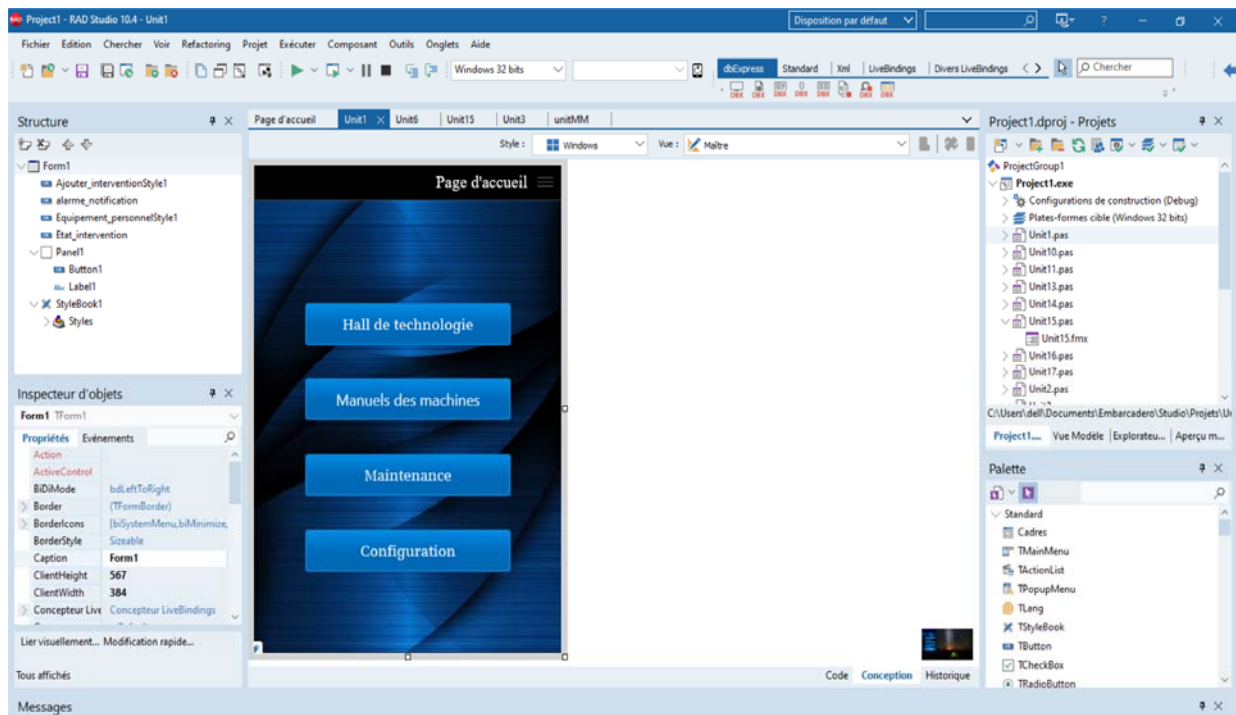 Project1 - RAD Studio 10.4 - Unit1
Disposition par défaut
?
Fichier Edition Chercher Voir Refactoring Projet Exécuter Composant Outils Onglets Aide
Windows 32 bits
dbExpress Standard Xml LiveBindings Divers LiveBindings
Chercher
DBX DBX DBX DBX DBX DBX
Structure
Form1
Ajouter_interventionStyle1
alarme_notification
Equipement_personnelStyle1
Etat_intervention
Panel1
Button1
Abc Label1
StyleBook1
Styles
Inspecteur d'objets
Form1 TForm1
Propriétés Evénements
Action
ActiveControl
BiDiMode bdLeftToRight
Border (TFormBorder)
BorderIcons [biSystemMenu,biMinimize,
BorderStyle Sizeable
Caption Form1
ClientHeight 567
ClientWidth 384
Concepteur Live Concepteur LiveBindings
Lier visuellement... Modification rapide...
Tous affichés
Page d'accueil Unit1 Unit6 Unit15 Unit3 unitMM
Style : Windows Vue : Maître
Page d'accueil
Hall de technologie
Manuels des machines
Maintenance
Configuration
Code Conception Historique
Project1.dproj - Projets
ProjectGroup1
Project1.exe
Configurations de construction (Debug)
Plates-formes cible (Windows 32 bits)
Unit1.pas
Unit10.pas
Unit11.pas
Unit13.pas
Unit14.pas
Unit15.pas
Unit15.fmx
Unit16.pas
Unit17.pas
Unit2.pas
C:\Users\dell\Documents\Embarcadero\Studio\Projets\Un
Project1.... Vue Modèle Explorateu... Aperçu m...
Palette
Standard
Cadres
TMainMenu
TActionList
TPopupMenu
TLang
TStyleBook
TButton
TCheckBox
TRadioButton
Messages